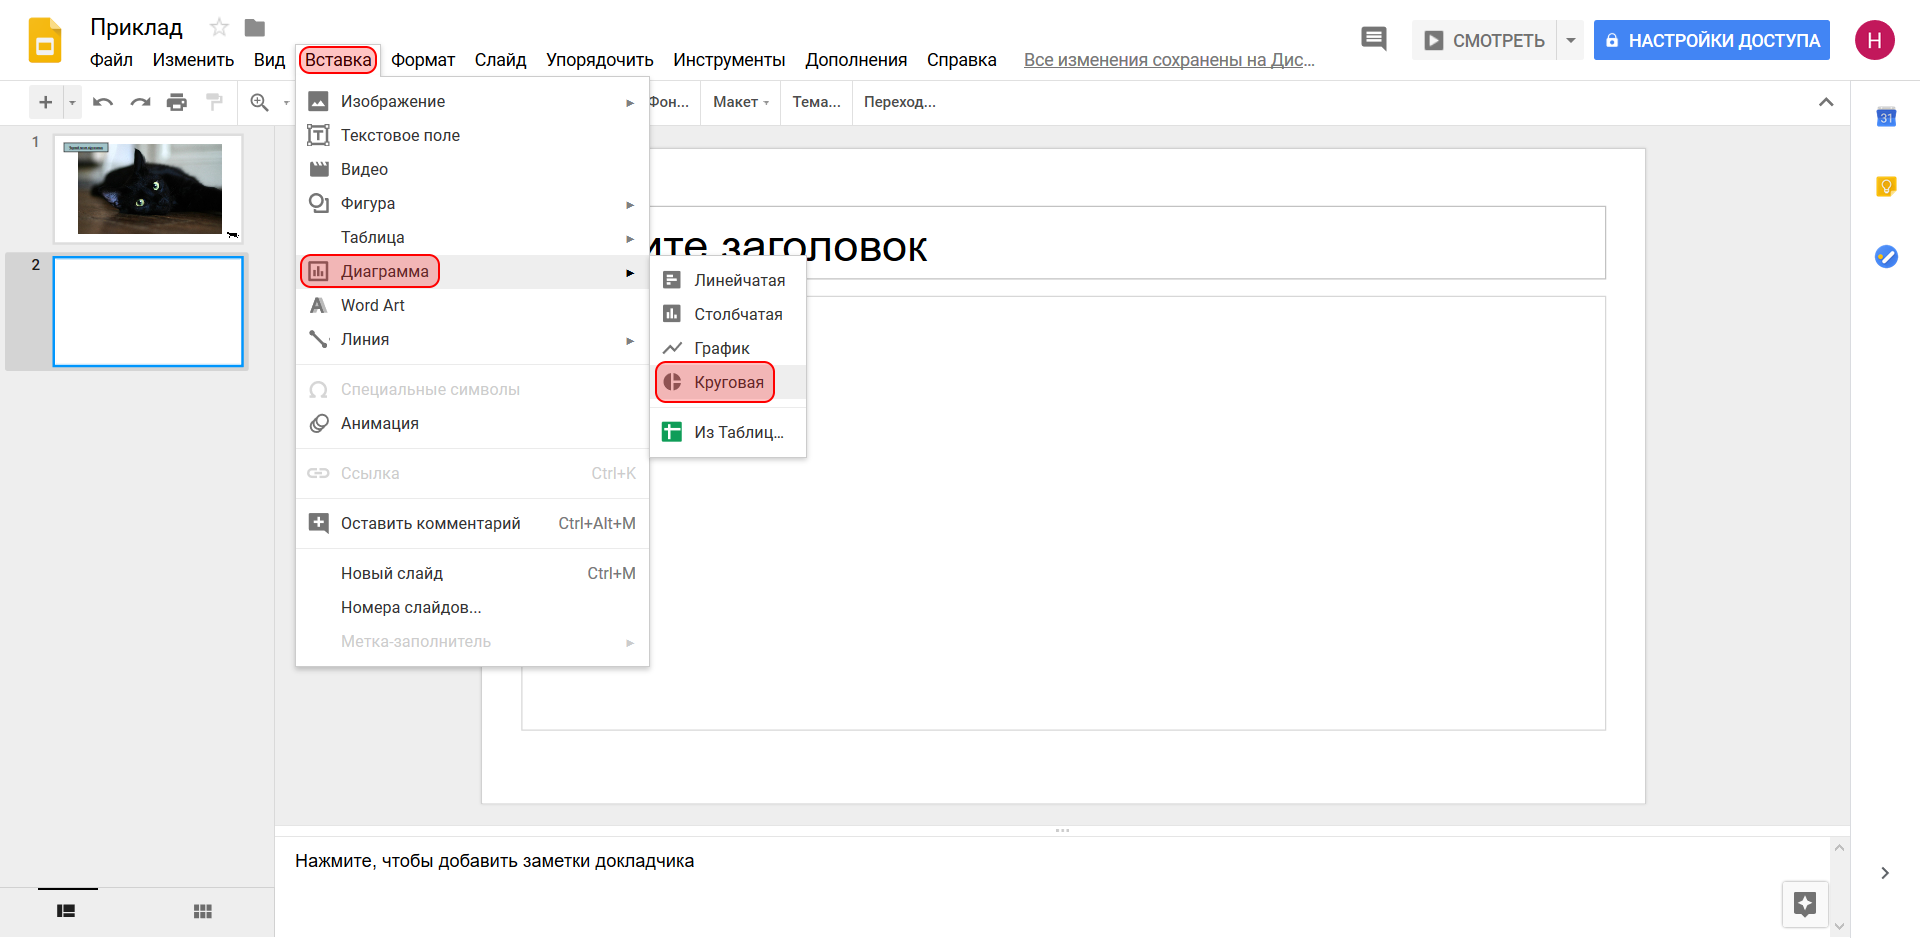 Приклад
Файл Изменить Вид Вставка Формат Слайд Упорядочить Инструменты Дополнения Справка Все изменения сохранены на Дис...
СМОТРЕТЬ
НАСТРОЙКИ ДОСТУПА
Н
Фон... Макет Тема... Переход...
31
1
2
Изображение
Текстовое поле
Видео
Фигура
Таблица
Диаграмма
Word Art
Линия
Специальные символы
Анимация
Ссылка Ctrl+K
Оставить комментарий Ctrl+Alt+M
Новый слайд Ctrl+M
Номера слайдов...
Метка-заполнитель
Линейчатая
Столбчатая
График
Круговая
Из Таблиц...
ите заголовок
Нажмите, чтобы добавить заметки докладчика